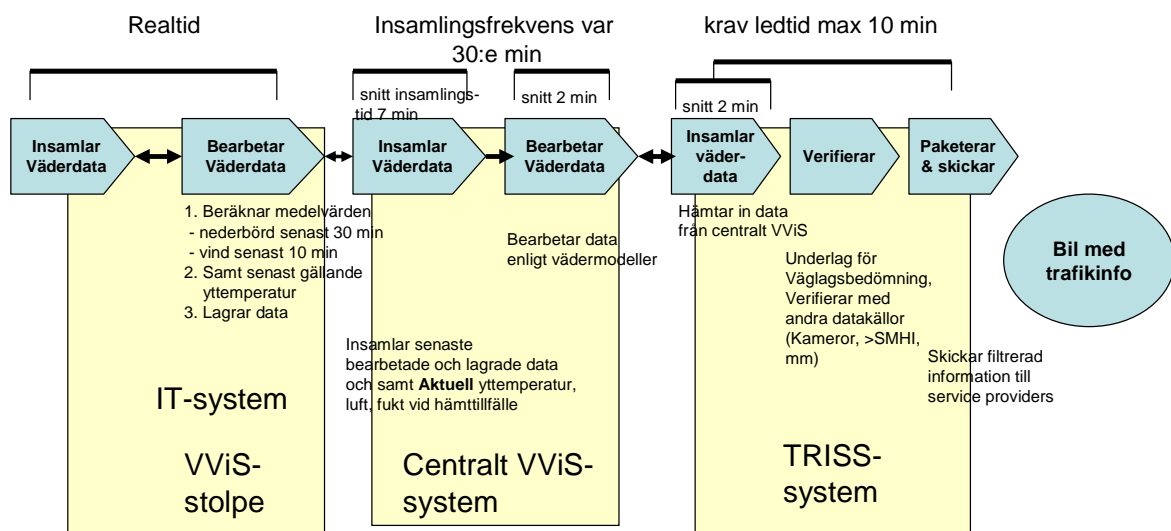 Realtid
Insamlingsfrekvens var
30:e min
krav ledtid max 10 min
snitt insamlings-
tid 7 min
snitt 2 min
snitt 2 min
Insamlar
Väderdata
Bearbetar
Väderdata
Insamlar
Väderdata
Bearbetar
Väderdata
Insamlar
väder-
data
Verifierar
Paketerar
& skickar
1. Beräknar medelvärden
- nederbörd senast 30 min
- vind senast 10 min
2. Samt senast gällande
yttemperatur
3. Lagrar data
Bearbetar data
enligt vädermodeller
Hämtar in data
från centralt VViS
Underlag för
Väglagsbedömning,
Verifierar med
andra datakällor
(Kameror, >SMHI,
mm)
Bil med
trafikinfo
Insamlar senaste
bearbetade och lagrade data
och samt Aktuell yttemperatur,
luft, fukt vid hämttillfälle
Skickar filtrerad
information till
service providers
IT-system
VViS-
stolpe
Centralt VViS-
system
TRISS-
system